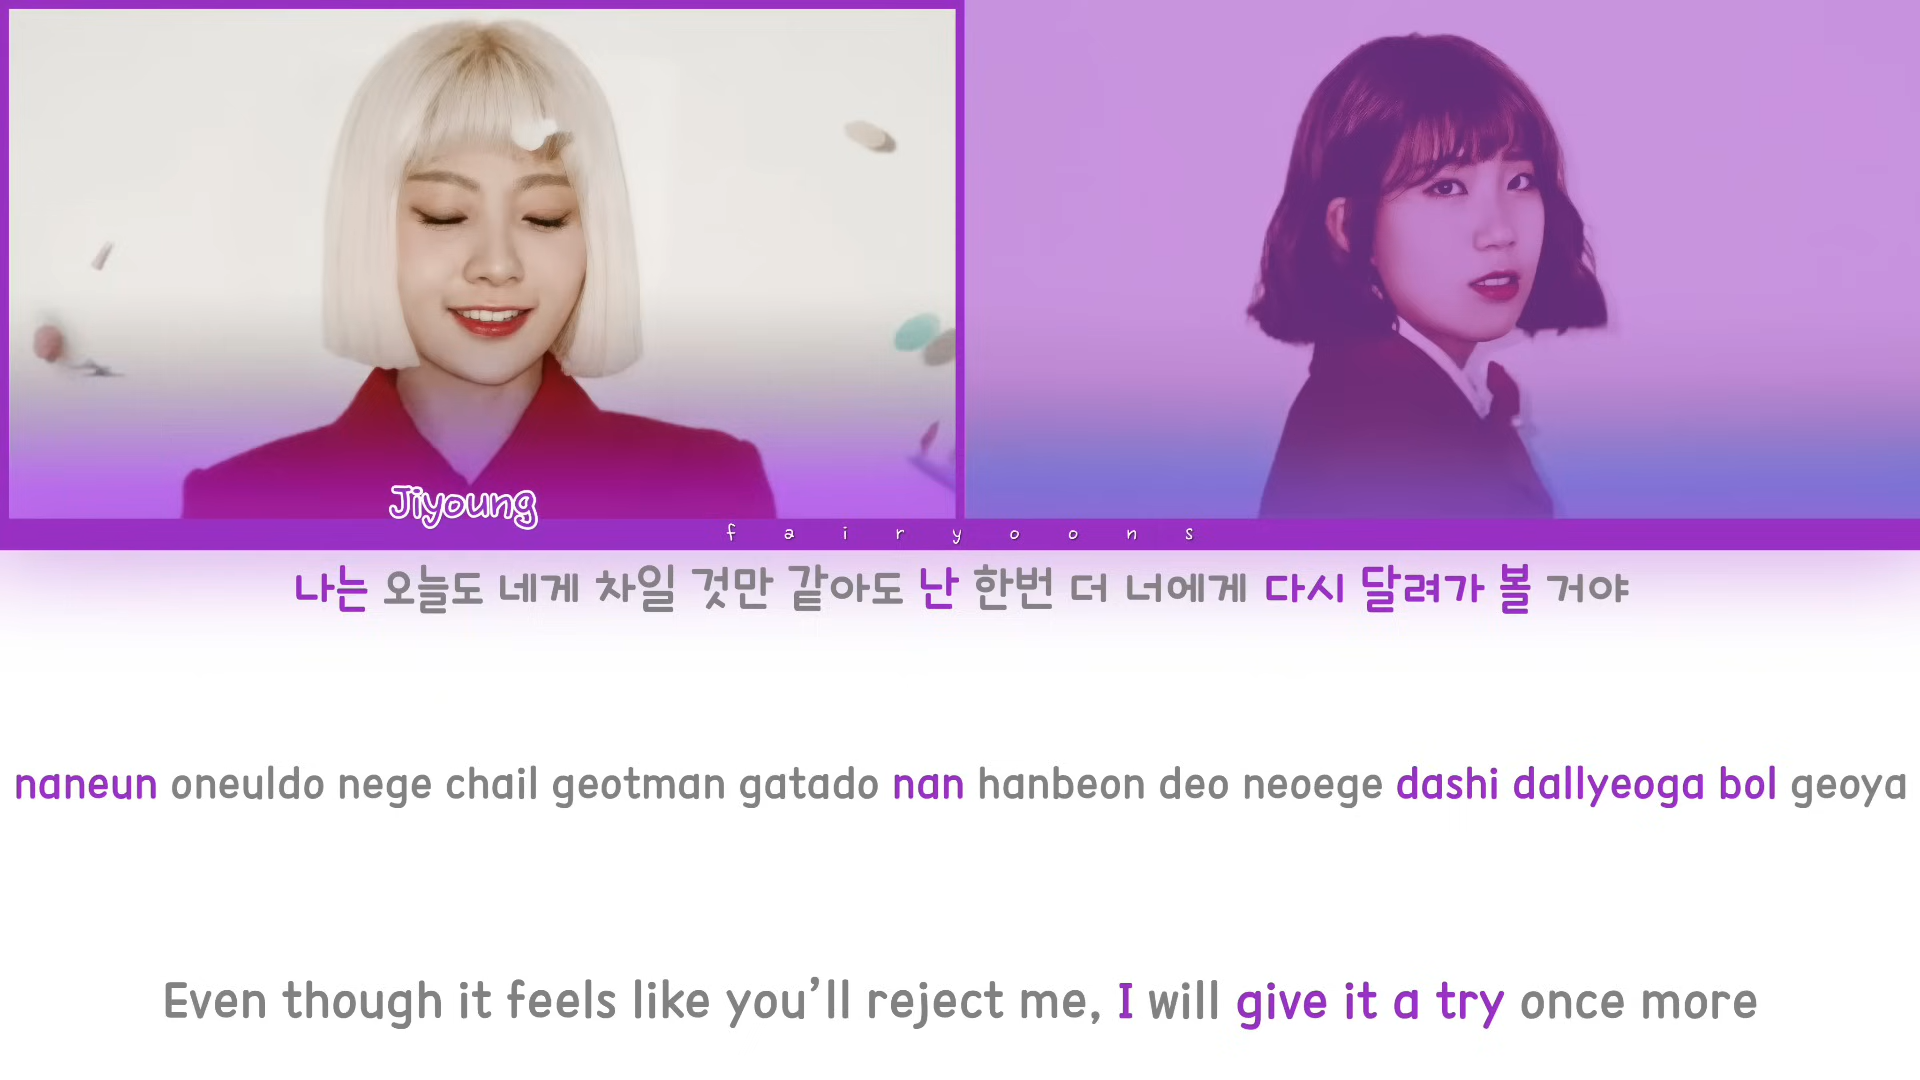 Jiyoung
f a i r y o o n s
나는 오늘도 네게 차일 것만 같아도 난 한번 더 너에게 다시 달려가 볼 거야
naneun oneuldo nege chail geotman gatado nan hanbeon deo neoege dashi dallyeoga bol geoya
Even though it feels like you’ll reject me, I will give it a try once more